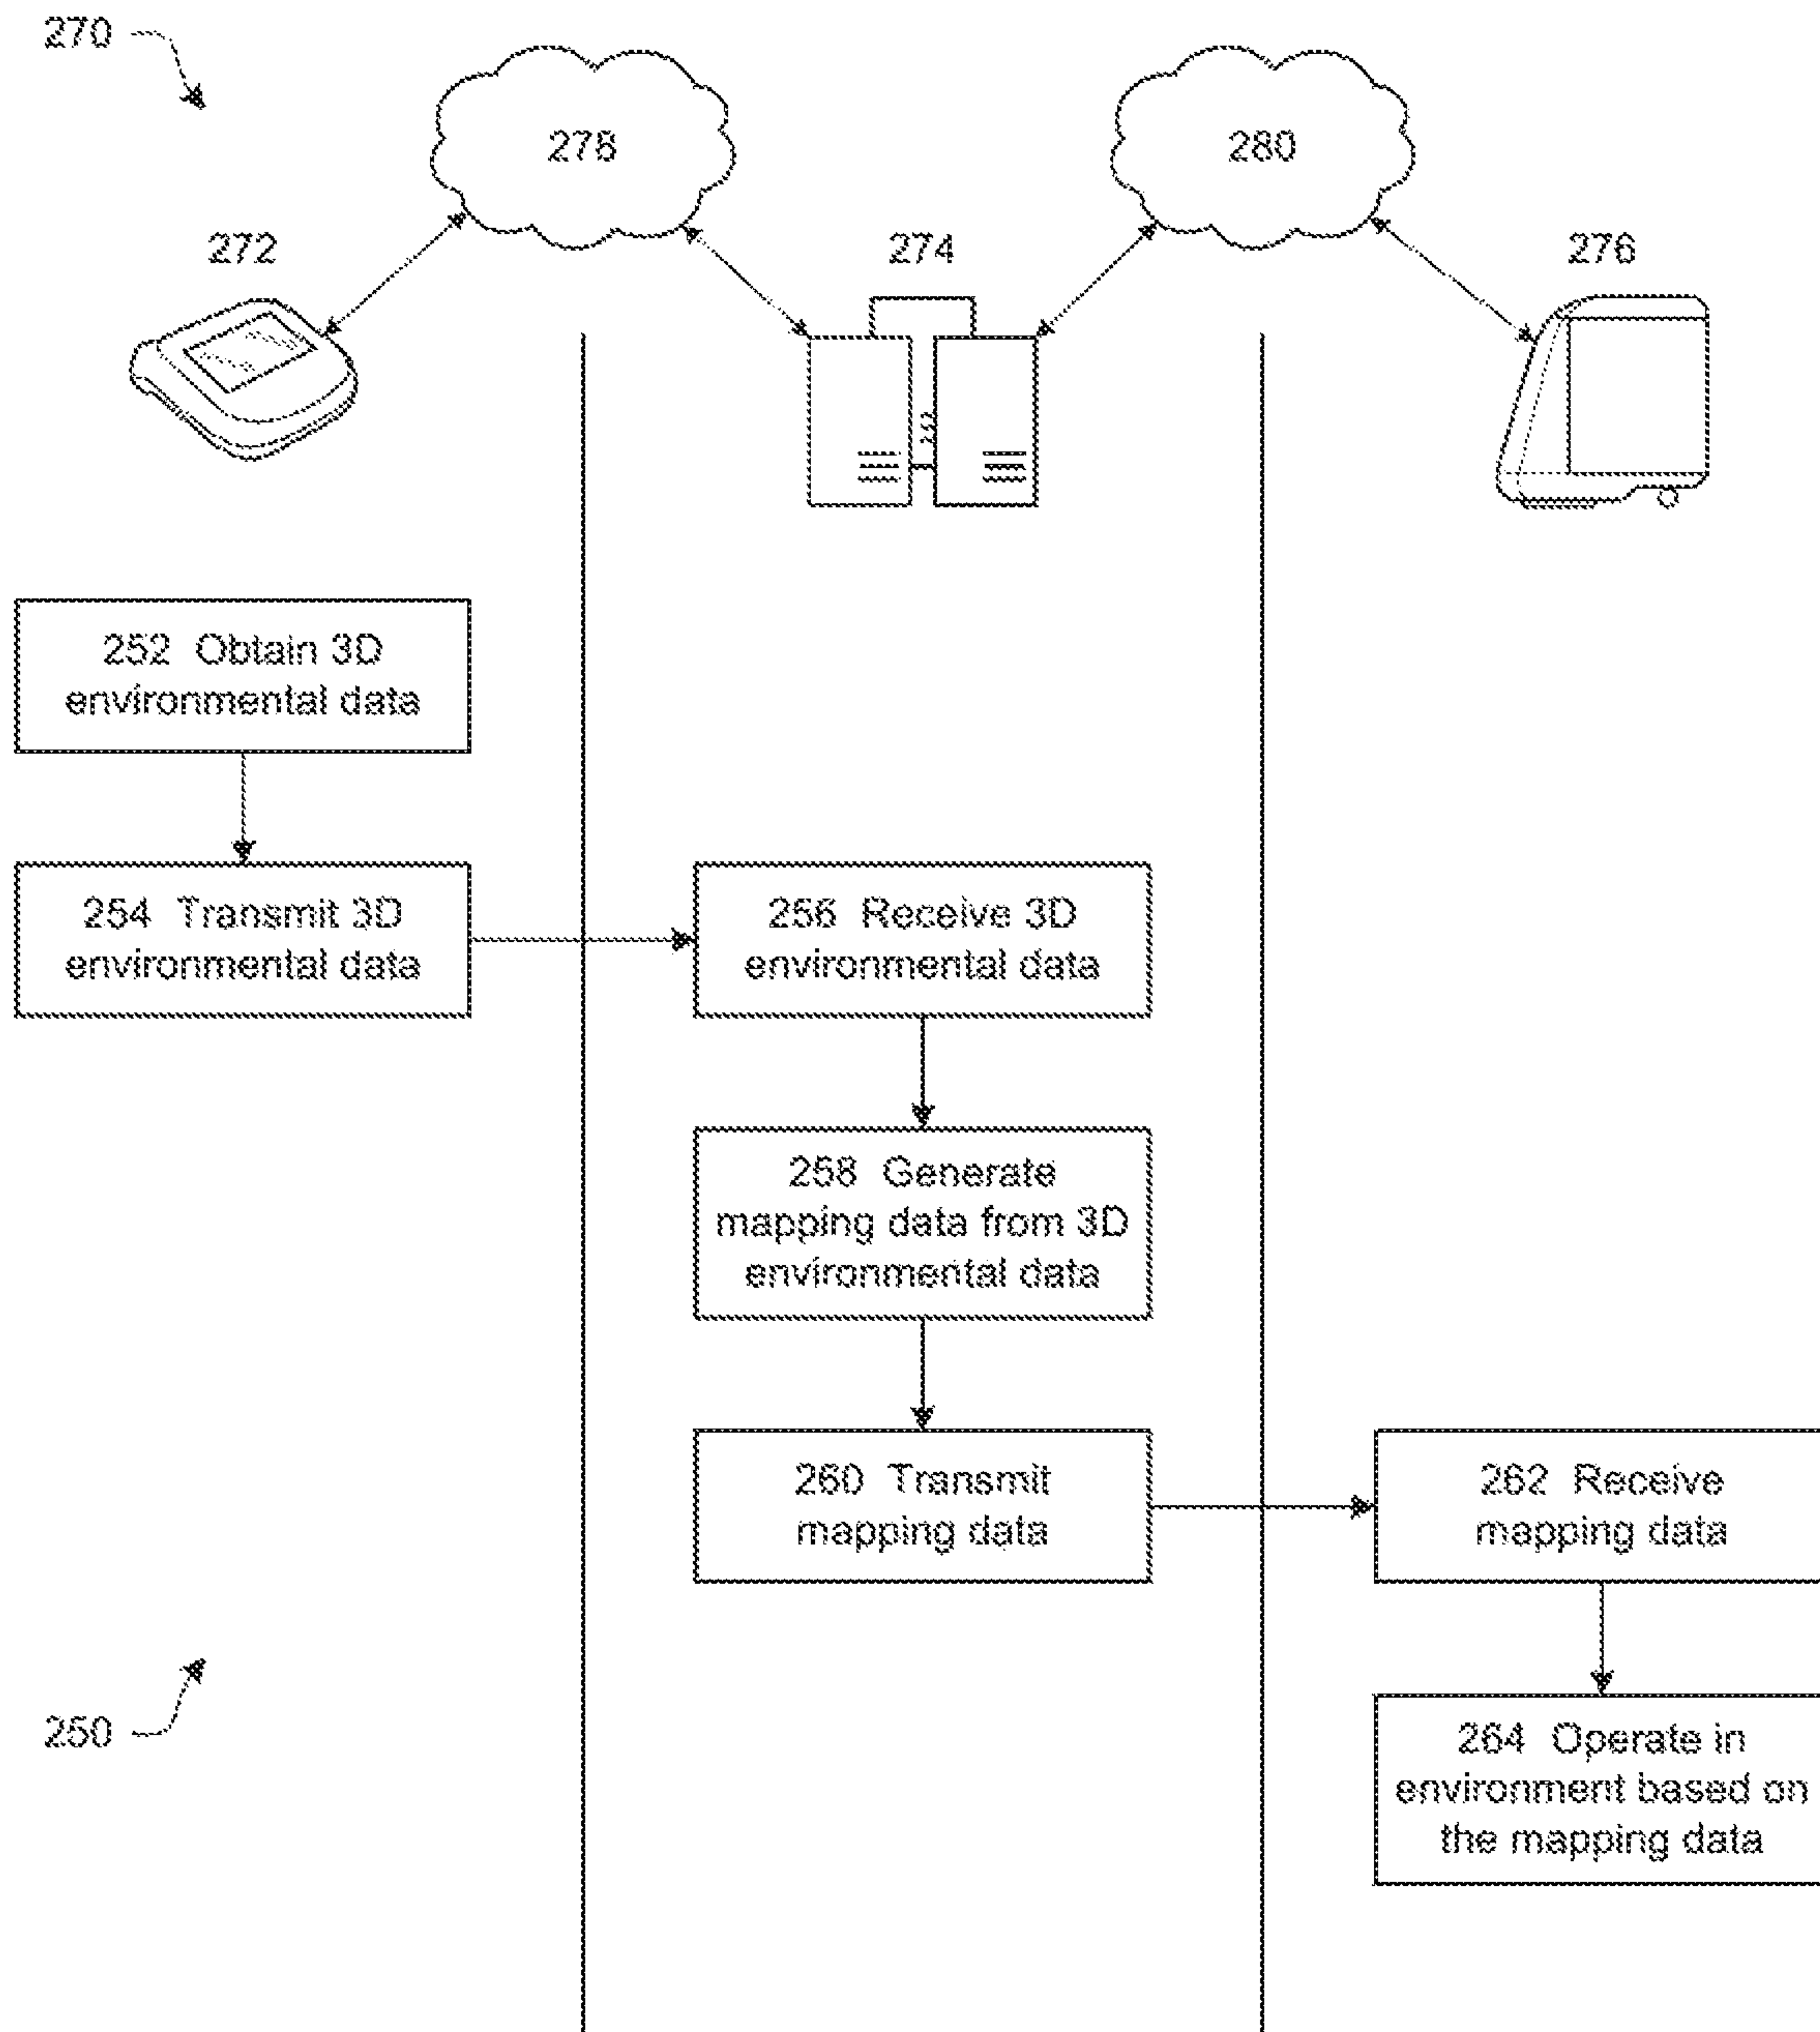 270
278
280
272
274
276
252 Obtain 3D
environmental data
254 Transmit 3D
environmental data
256 Receive 3D
environmental data
258 Generate
mapping data from 3D
environmental data
260 Transmit
mapping data
262 Receive
mapping data
250
264 Operate in
environment based on
the mapping data